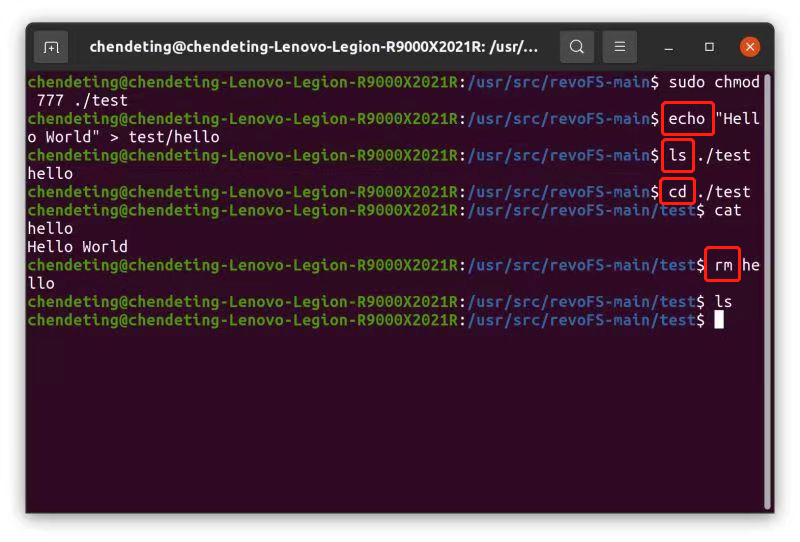 chendeting@chendeting-Lenovo-Legion-R9000X2021R: /usr/...
chendeting@chendeting-Lenovo-Legion-R9000X2021R:/usr/src/revoFS-main$ sudo chmod
 777 ./test
chendeting@chendeting-Lenovo-Legion-R9000X2021R:/usr/src/revoFS-main$ echo "Hell
o World" > test/hello
chendeting@chendeting-Lenovo-Legion-R9000X2021R:/usr/src/revoFS-main$ ls ./test
hello
chendeting@chendeting-Lenovo-Legion-R9000X2021R:/usr/src/revoFS-main$ cd ./test
chendeting@chendeting-Lenovo-Legion-R9000X2021R:/usr/src/revoFS-main/test$ cat
hello
Hello World
chendeting@chendeting-Lenovo-Legion-R9000X2021R:/usr/src/revoFS-main/test$ rm he
llo
chendeting@chendeting-Lenovo-Legion-R9000X2021R:/usr/src/revoFS-main/test$ ls
chendeting@chendeting-Lenovo-Legion-R9000X2021R:/usr/src/revoFS-main/test$